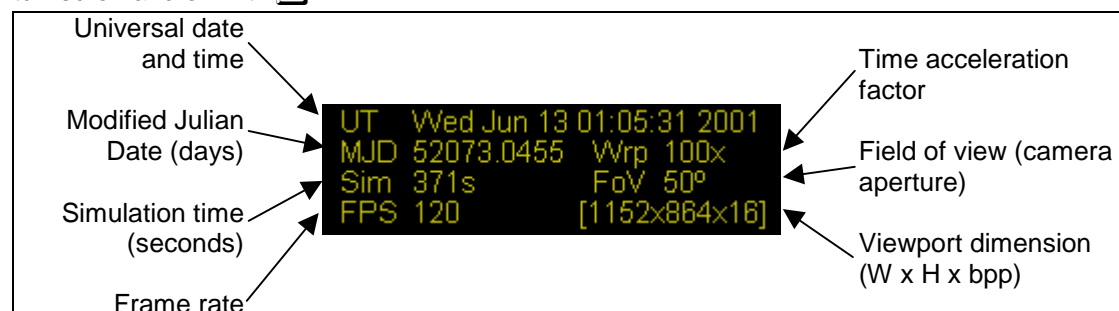 Universal date
and time
Modified Julian
Date (days)
Simulation time
(seconds)
Frame rate
UT Wed Jun 13 01:05:31 2001
MJD 52073.0455 Wrp 100x
Sim 371s FoV 50º
FPS 120 [1152x864x16]
Time acceleration
factor
Field of view (camera
aperture)
Viewport dimension
(W x H x bpp)